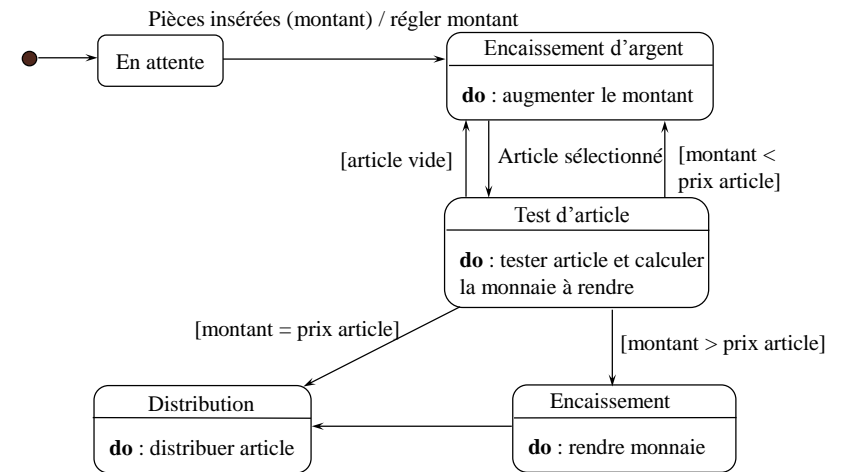 Pièces insérées (montant) / régler montant
En attente
Encaissement d’argent
do : augmenter le montant
[article vide]
Article sélectionné
[montant <
prix article]
Test d’article
do : tester article et calculer
la monnaie à rendre
[montant = prix article]
[montant > prix article]
Distribution
do : distribuer article
Encaissement
do : rendre monnaie